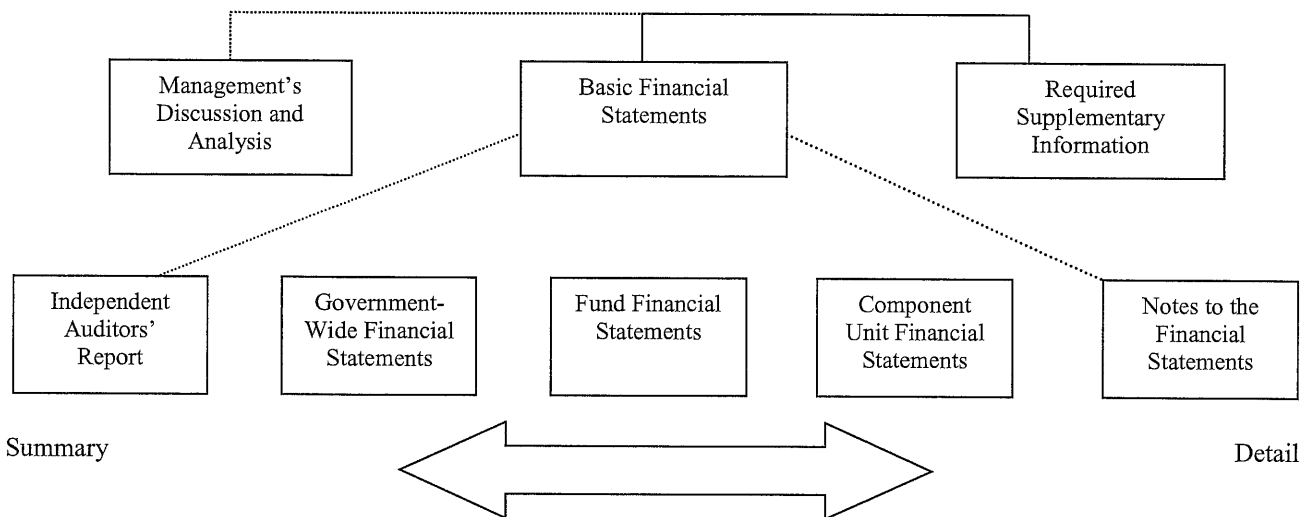 Management's
Discussion and
Analysis
Basic Financial
Statements
Required
Supplementary
Information
Independent
Auditors'
Report
Government-
Wide Financial
Statements
Fund Financial
Statements
Component
Unit Financial
Statements
Notes to the
Financial
Statements
Summary
Detail